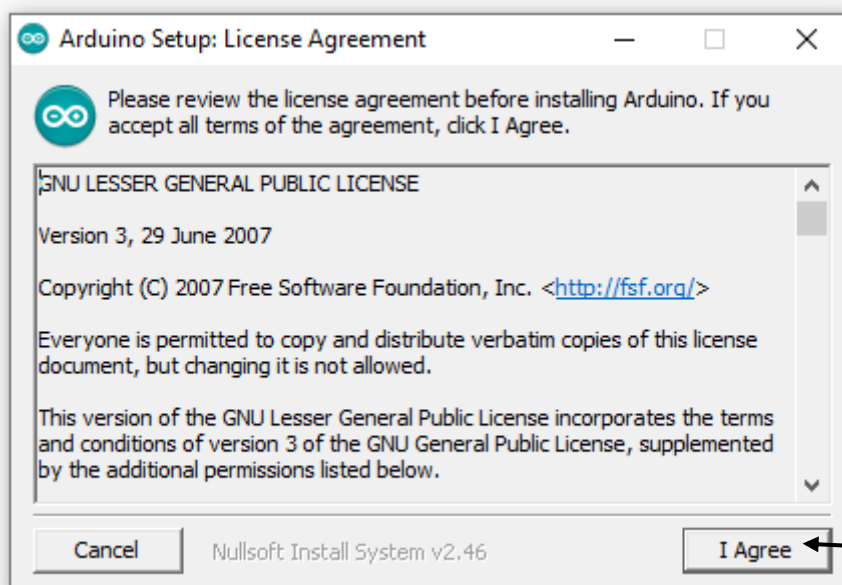 Arduino Setup: License Agreement
Please review the license agreement before installing Arduino. If you
accept all terms of the agreement, click I Agree.
GNU LESSER GENERAL PUBLIC LICENSE
Version 3, 29 June 2007
Copyright (C) 2007 Free Software Foundation, Inc. <http://fsf.org/>
Everyone is permitted to copy and distribute verbatim copies of this license
document, but changing it is not allowed.
This version of the GNU Lesser General Public License incorporates the terms
and conditions of version 3 of the GNU General Public License, supplemented
by the additional permissions listed below.
Cancel
Nullsoft Install System v2.46
I Agree